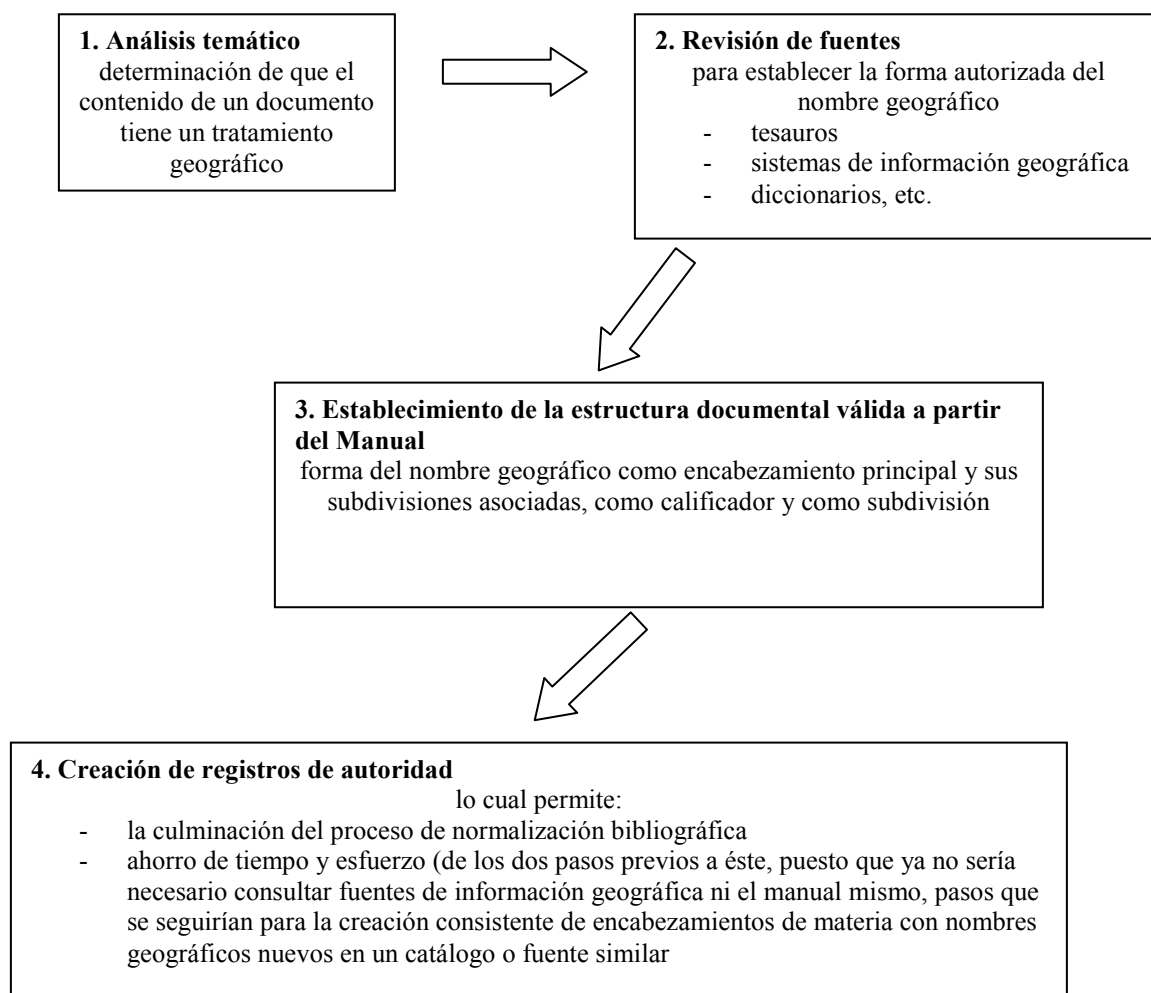 1. Análisis temático
determinación de que el
contenido de un documento
tiene un tratamiento
geográfico
2. Revisión de fuentes
para establecer la forma autorizada del
nombre geográfico
- tesauros
- sistemas de información geográfica
- diccionarios, etc.
3. Establecimiento de la estructura documental válida a partir
del Manual
forma del nombre geográfico como encabezamiento principal y sus
subdivisiones asociadas, como calificador y como subdivisión
4. Creación de registros de autoridad
lo cual permite:
- la culminación del proceso de normalización bibliográfica
- ahorro de tiempo y esfuerzo (de los dos pasos previos a éste, puesto que ya no sería
necesario consultar fuentes de información geográfica ni el manual mismo, pasos que
se seguirían para la creación consistente de encabezamientos de materia con nombres
geográficos nuevos en un catálogo o fuente similar